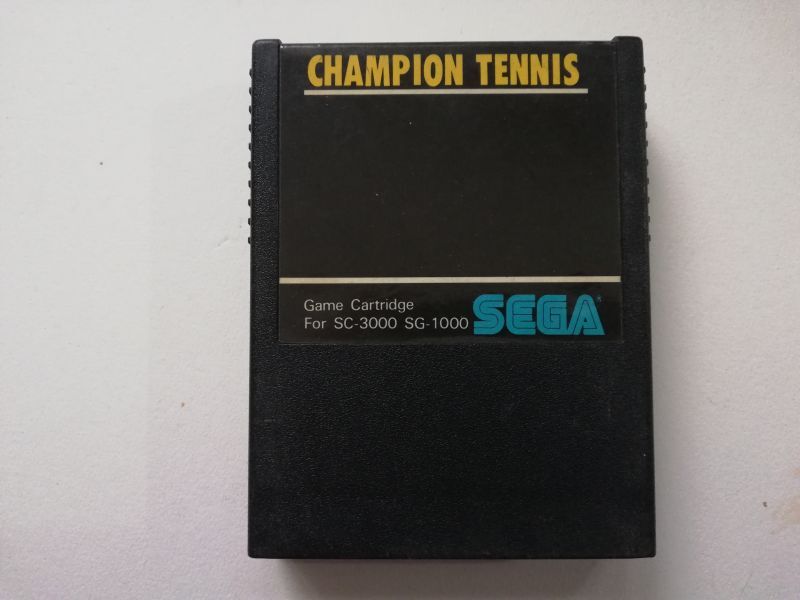 CHAMPION TENNIS
Game Cartridge
For SC-3000 SG-1000
SEGA